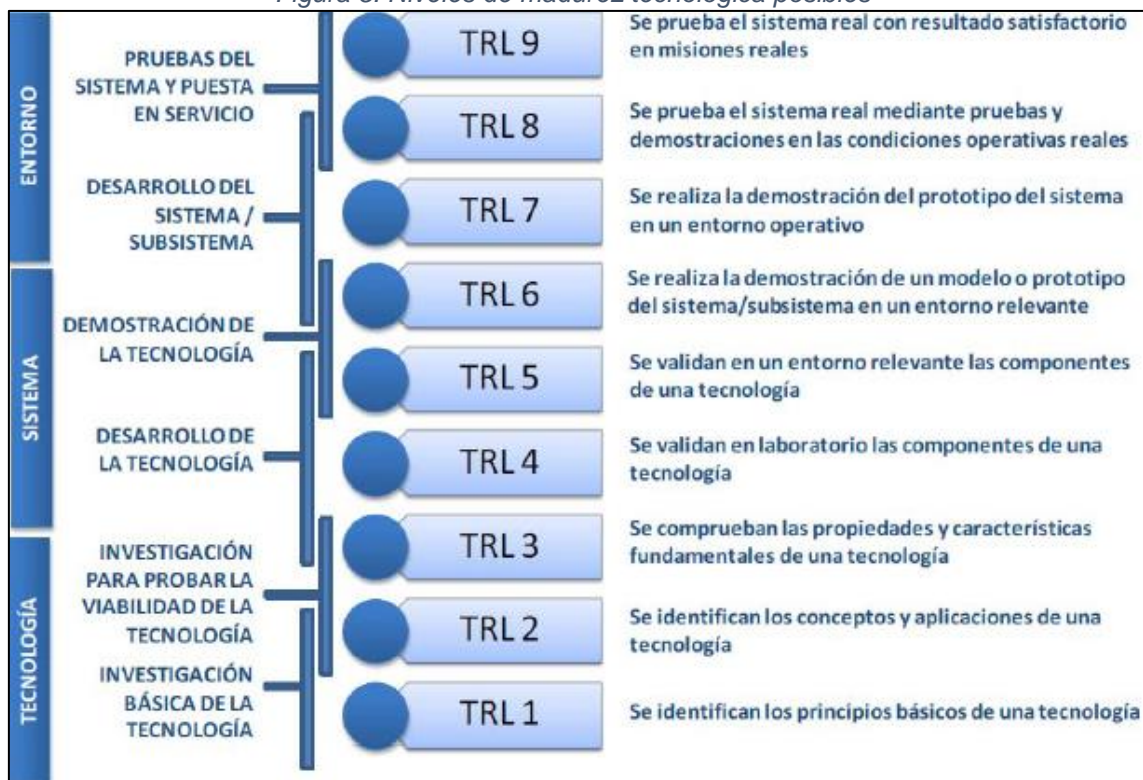 Figura 3. Niveles de madurez tecnológica posibles
ENTORNO
PRUEBAS DEL
SISTEMA Y PUESTA
EN SERVICIO
DESARROLLO DEL
SISTEMA /
SUBSISTEMA
SISTEMA
DEMOSTRACIÓN DE
LA TECNOLOGÍA
DESARROLLO DE
LA TECNOLOGÍA
TECNOLOGÍA
INVESTIGACIÓN
PARA PROBAR LA
VIABILIDAD DE LA
TECNOLOGÍA
INVESTIGACIÓN
BÁSICA DE LA
TECNOLOGÍA
TRL 9
Se prueba el sistema real con resultado satisfactorio
en misiones reales
TRL 8
Se prueba el sistema real mediante pruebas y
demostraciones en las condiciones operativas reales
TRL 7
Se realiza la demostración del prototipo del sistema
en un entorno operativo
TRL 6
Se realiza la demostración de un modelo o prototipo
del sistema/subsistema en un entorno relevante
TRL 5
Se validan en un entorno relevante las componentes
de una tecnología
TRL 4
Se validan en laboratorio las componentes de una
tecnología
TRL 3
Se comprueban las propiedades y características
fundamentales de una tecnología
TRL 2
Se identifican los conceptos y aplicaciones de una
tecnología
TRL 1
Se identifican los principios básicos de una tecnología